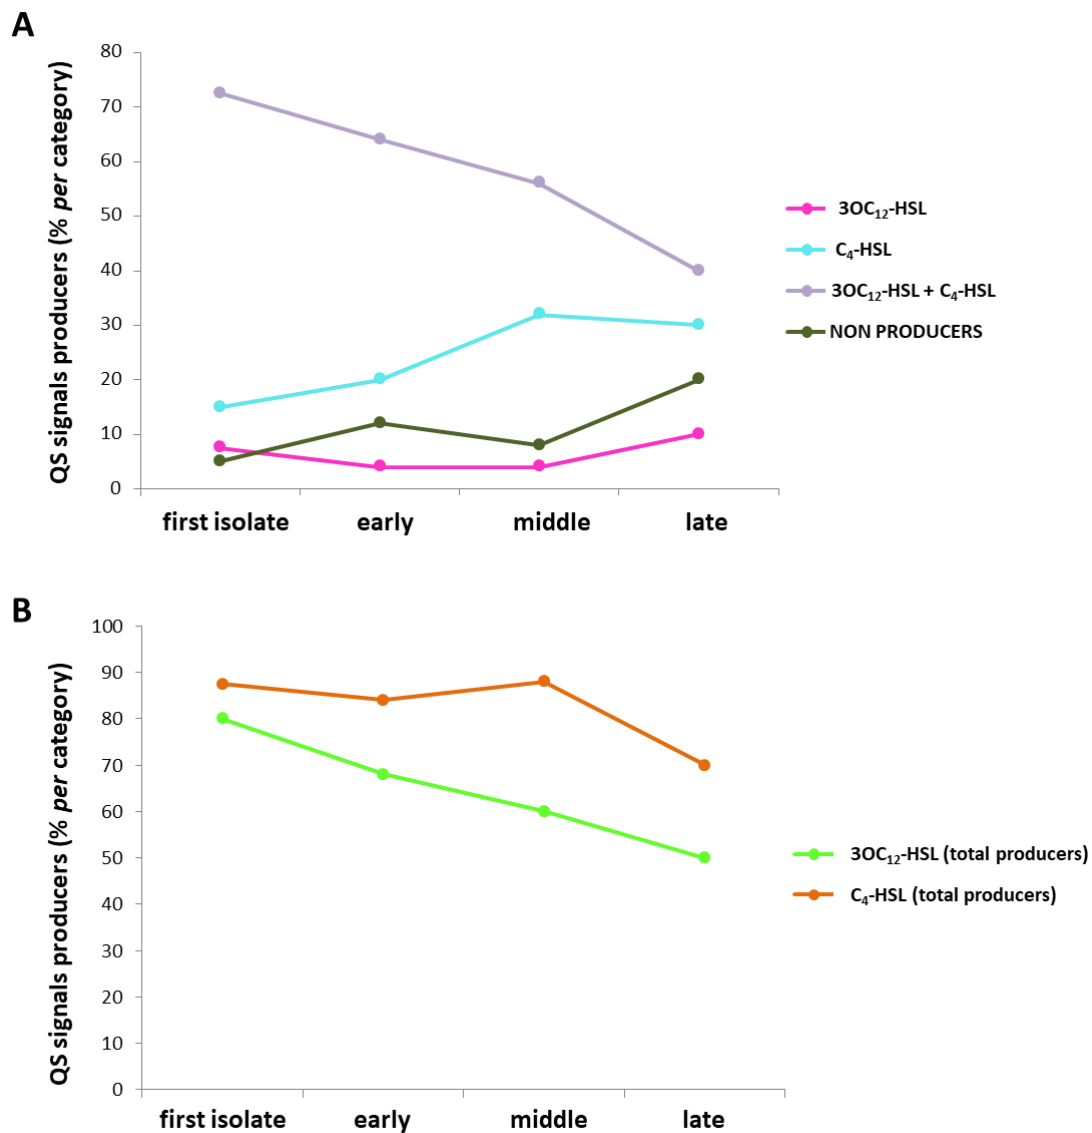 A
QS signals producers (% per category)
80
70
60
50
40
30
20
10
0
first isolate early middle late
3OC₁₂-HSL
C₄-HSL
3OC₁₂-HSL + C₄-HSL
NON PRODUCERS
B
QS signals producers (% per category)
100
90
80
70
60
50
40
30
20
10
0
first isolate early middle late
3OC₁₂-HSL (total producers)
C₄-HSL (total producers)